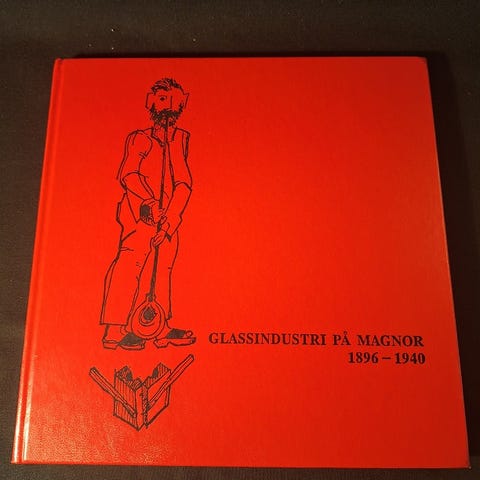 GLASSINDUSTRI PÅ MAGNOR
1896 – 1940